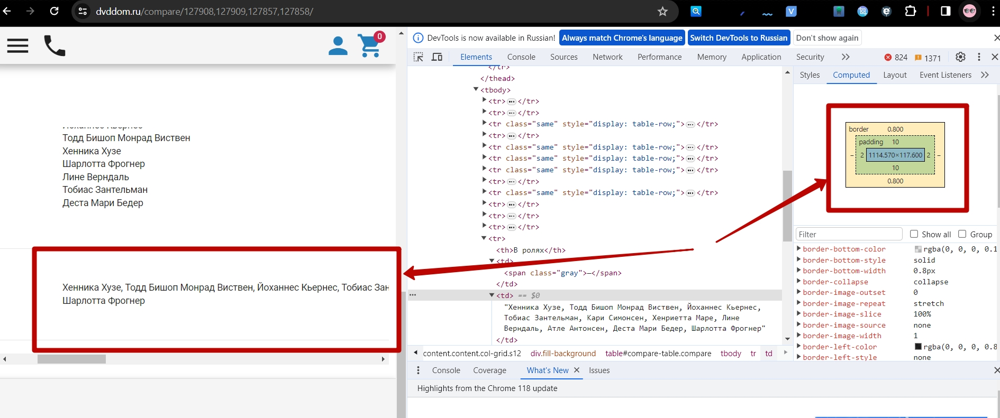 dvddom.ru/compare/127908,127909,127857,127858/
0
Тодд Бишоп Монрад Виствен
Хенника Хузе
Шарлотта Фрогнер
Лине Верндаль
Тобиас Зантельман
Деста Мари Бедер
Хенника Хузе, Тодд Бишоп Монрад Виствен, Йоханнес Кьернес, Тобиас Зан
Шарлотта Фрогнер
DevTools is now available in Russian! Always match Chrome's language Switch DevTools to Russian Don't show again
Elements Console Sources Network Performance Memory Application Security 824 1371
</tr>
</thead>
<tbody>
<tr>…</tr>
<tr>…</tr>
<tr class="same" style="display: table-row;">…</tr>
<tr>…</tr>
<tr class="same" style="display: table-row;">…</tr>
<tr class="same" style="display: table-row;">…</tr>
<tr class="same" style="display: table-row;">…</tr>
<tr>…</tr>
<tr class="same" style="display: table-row;">…</tr>
<tr>…</tr>
<tr>…</tr>
<tr>…</tr>
<tr>
<th>В ролях</th>
<td>
<span class="gray">—</span>
</td>
<td> == $0
"Хенника Хузе, Тодд Бишоп Монрад Виствен, Йоханнес Кьернес,
Тобиас Зантельман, Кари Симонсен, Хенриетта Маре, Лине
Верндаль, Атле Антонсен, Деста Мари Бедер, Шарлотта Фрогнер"
</td>
content.content.col-grid.s12 div.fill-background table#compare-table.compare tbody tr td
Styles Computed Layout Event Listeners
border 0.800
padding 10
– 2 1114.570×117.600 2 –
10
0.800
Filter Show all Group
border-bottom-color rgba(0, 0, 0, 0.1
border-bottom-style solid
border-bottom-width 0.8px
border-collapse collapse
border-image-outset 0
border-image-repeat stretch
border-image-slice 100%
border-image-source none
border-image-width 1
border-left-color rgba(0, 0, 0, 0.8
border-left-style none
Console Coverage What's New Issues
Highlights from the Chrome 118 update